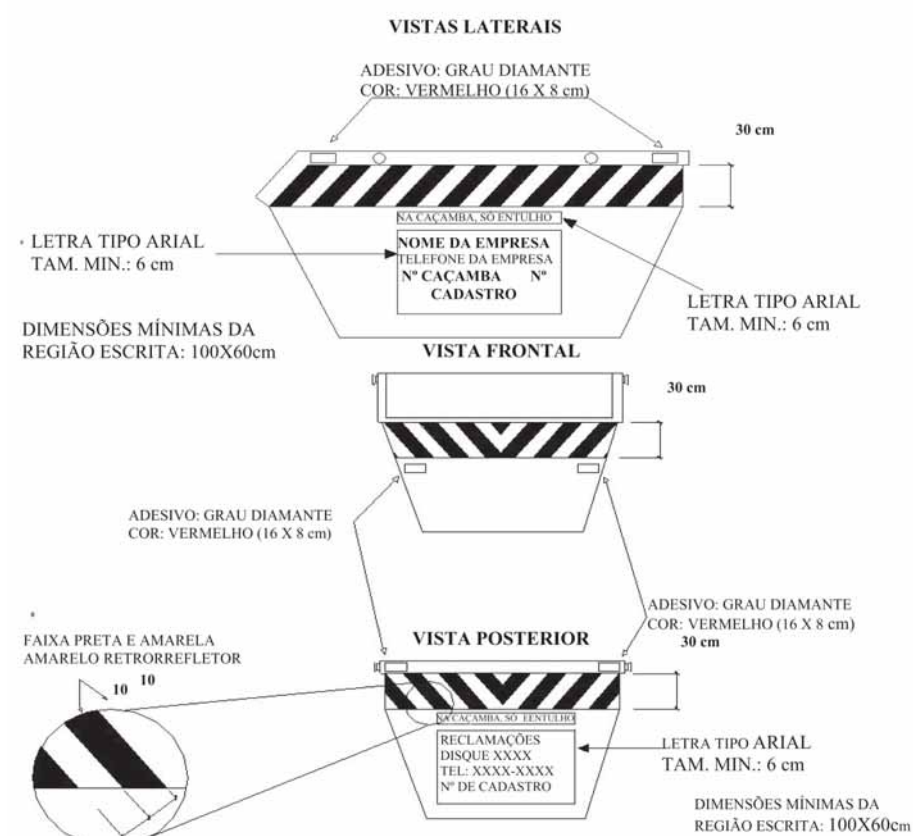 VISTAS LATERAIS
ADESIVO: GRAU DIAMANTE
COR: VERMELHO (16 X 8 cm)
30 cm
NA CAÇAMBA, SÓ ENTULHO
LETRA TIPO ARIAL
TAM. MIN.: 6 cm
NOME DA EMPRESA
TELEFONE DA EMPRESA
Nº CAÇAMBA Nº
CADASTRO
LETRA TIPO ARIAL
TAM. MIN.: 6 cm
DIMENSÕES MÍNIMAS DA
REGIÃO ESCRITA: 100X60cm
VISTA FRONTAL
30 cm
ADESIVO: GRAU DIAMANTE
COR: VERMELHO (16 X 8 cm)
ADESIVO: GRAU DIAMANTE
COR: VERMELHO (16 X 8 cm)
30 cm
FAIXA PRETA E AMARELA
AMARELO RETRORREFLETOR
10 10
VISTA POSTERIOR
NA CAÇAMBA, SÓ EENTULHO
RECLAMAÇÕES
DISQUE XXXX
TEL: XXXX-XXXX
Nº DE CADASTRO
LETRA TIPO ARIAL
TAM. MIN.: 6 cm
DIMENSÕES MÍNIMAS DA
REGIÃO ESCRITA: 100X60cm